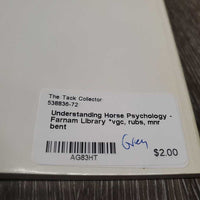 The Tack Collector
538836-72
Understanding Horse Psychology -
Farnam Library *vgc, rubs, mnr
bent
Grey
AG83HT
$2.00